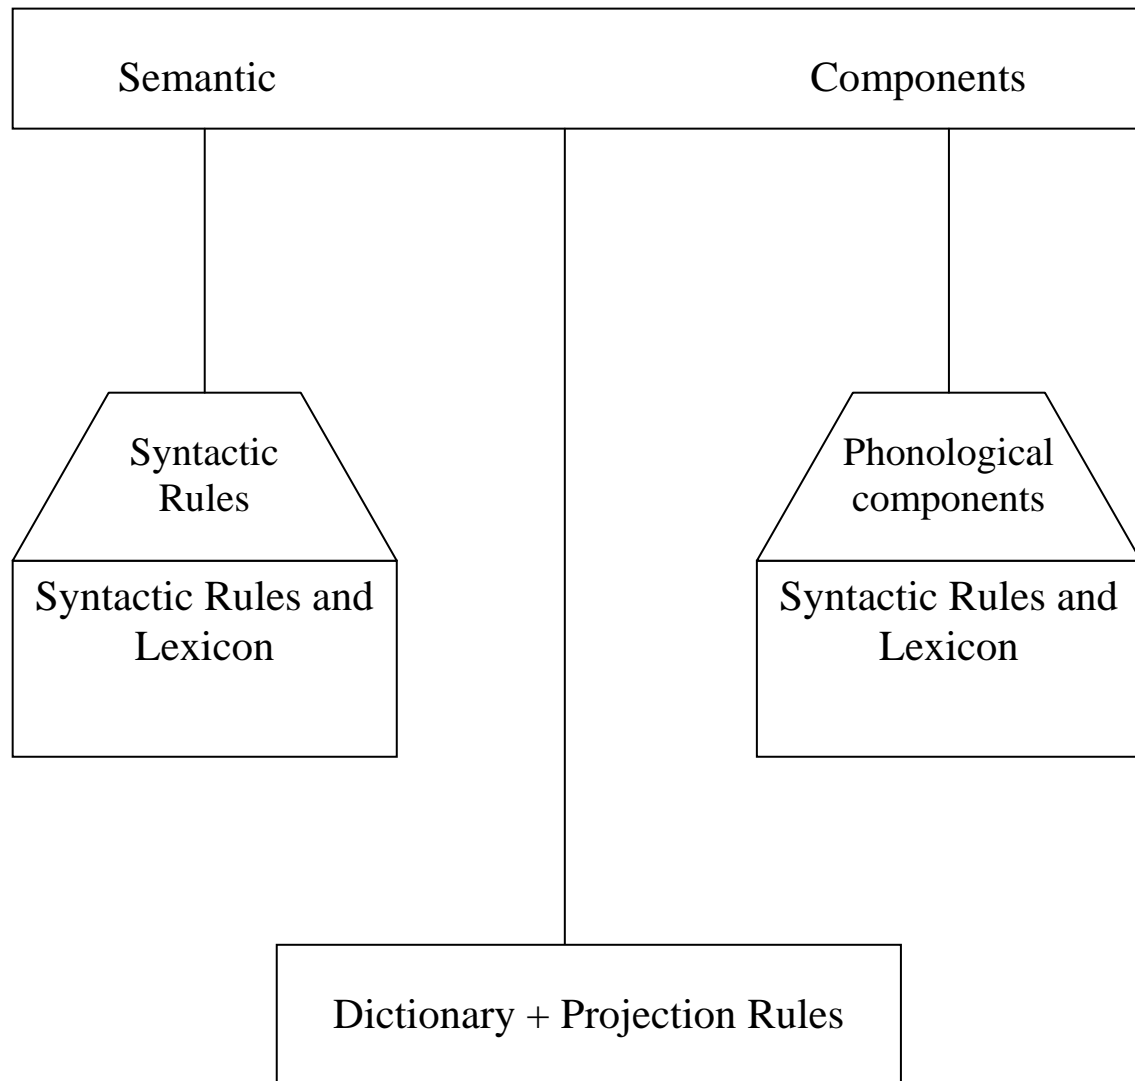 Semantic Components
Syntactic
Rules
Syntactic Rules and
Lexicon
Phonological
components
Syntactic Rules and
Lexicon
Dictionary + Projection Rules